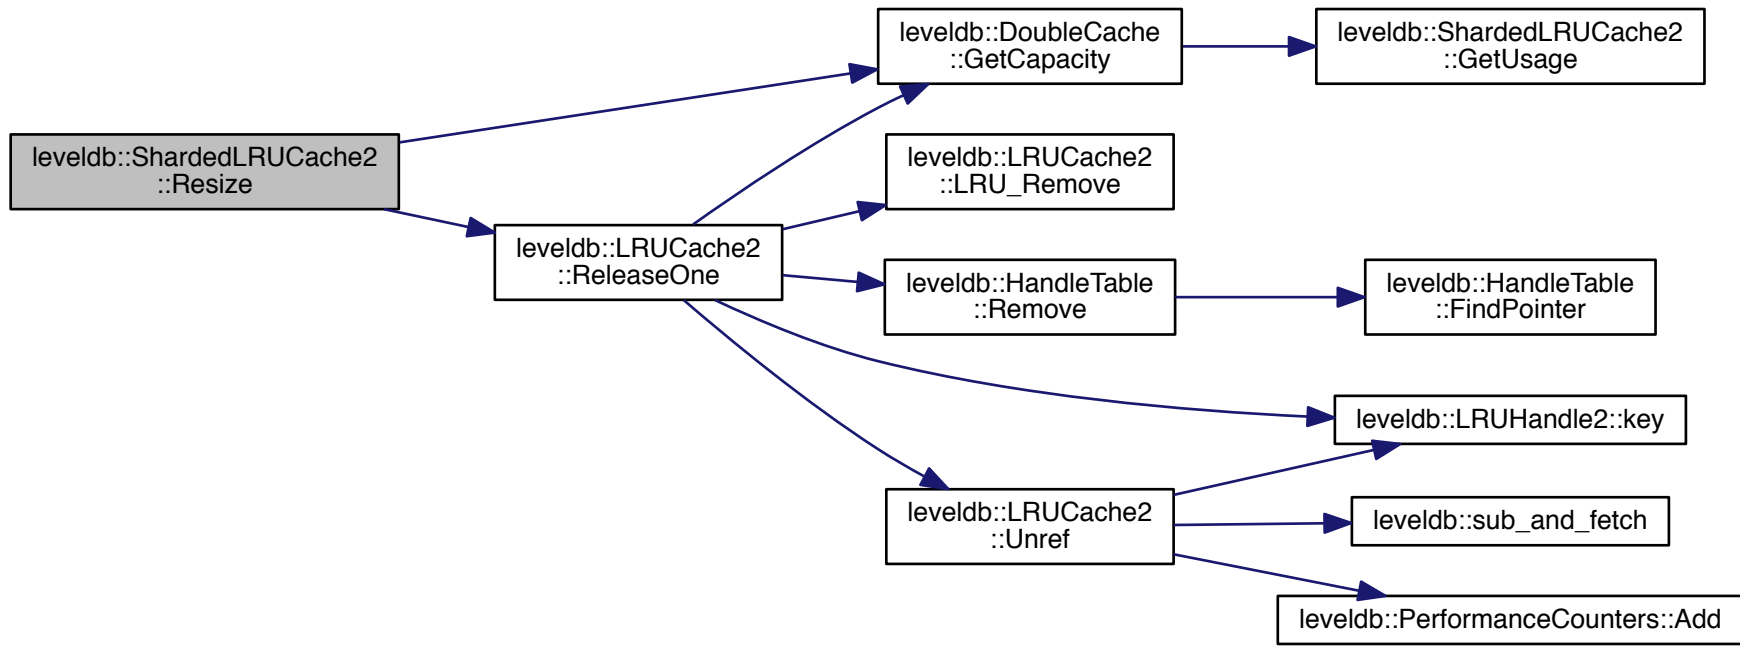 leveldb::ShardedLRUCache2
::Resize
leveldb::LRUCache2
::ReleaseOne
leveldb::DoubleCache
::GetCapacity
leveldb::ShardedLRUCache2
::GetUsage
leveldb::LRUCache2
::LRU_Remove
leveldb::HandleTable
::Remove
leveldb::HandleTable
::FindPointer
leveldb::LRUHandle2::key
leveldb::LRUCache2
::Unref
leveldb::sub_and_fetch
leveldb::PerformanceCounters::Add